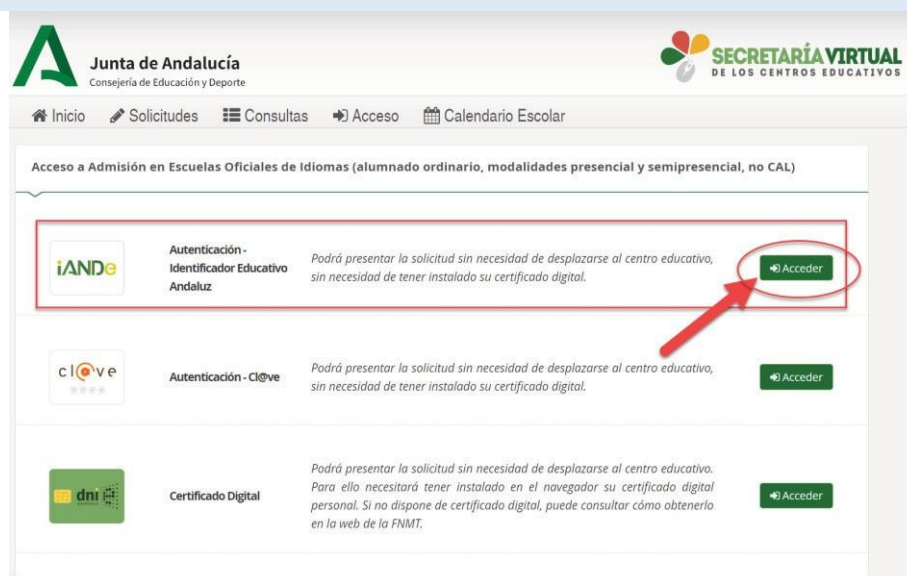 Junta de Andalucía
Consejería de Educación y Deporte
SECRETARÍA VIRTUAL
DE LOS CENTROS EDUCATIVOS
Inicio Solicitudes Consultas Acceso Calendario Escolar
Acceso a Admisión en Escuelas Oficiales de Idiomas (alumnado ordinario, modalidades presencial y semipresencial, no CAL)
iANDe
Autenticación -
Identificador Educativo
Andaluz
Podrá presentar la solicitud sin necesidad de desplazarse al centro educativo,
sin necesidad de tener instalado su certificado digital.
Acceder
cl@ve
Autenticación - Cl@ve
Podrá presentar la solicitud sin necesidad de desplazarse al centro educativo,
sin necesidad de tener instalado su certificado digital.
Acceder
dni
Certificado Digital
Podrá presentar la solicitud sin necesidad de desplazarse al centro educativo.
Para ello necesitará tener instalado en el navegador su certificado digital
personal. Si no dispone de certificado digital, puede consultar cómo obtenerlo
en la web de la FNMT.
Acceder